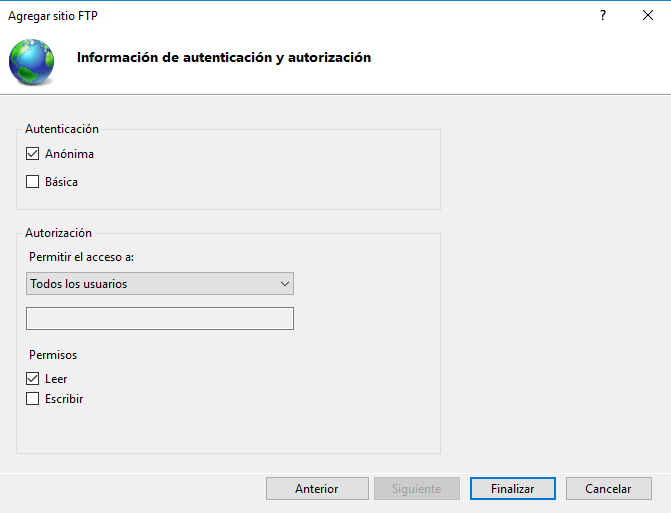 Agregar sitio FTP
?
Información de autenticación y autorización
Autenticación
Anónima
Básica
Autorización
Permitir el acceso a:
Todos los usuarios
Permisos
Leer
Escribir
Anterior Siguiente Finalizar Cancelar